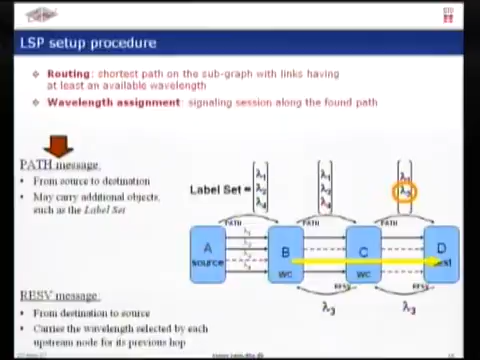 LSP setup procedure
Routing: shortest path on the sub-graph with links having
at least an available wavelength
Wavelength assignment: signaling session along the found path
PATH message:
• From source to destination
• May carry additional objects,
such as the Label Set
Label Set =
λ1
λ2
λ4
λ1
λ2
λ4
λ1
λ3
PATH
PATH
PATH
A
source
B
WC
C
WC
D
RESV
RESV
λ3
λ3
RESV message:
• From destination to source
• Carries the wavelength selected by each
upstream node for its previous hop